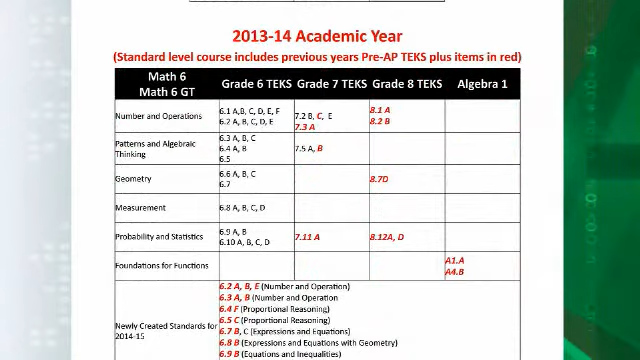 2013-14 Academic Year
(Standard level course includes previous years Pre-AP TEKS plus items in red)
Math 6
Math 6 GT
Grade 6 TEKS
Grade 7 TEKS
Grade 8 TEKS
Algebra 1
Number and Operations
6.1 A,B, C, D, E, F
6.2 A, B, C, D, E
7.2 B, C, E
7.3 A
8.1 A
8.2 B
Patterns and Algebraic
Thinking
6.3 A, B, C
6.4 A, B
6.5
7.5 A, B
Geometry
6.6 A, B, C
6.7
8.7D
Measurement
6.8 A, B, C, D
Probability and Statistics
6.9 A, B
6.10 A, B, C, D
7.11 A
8.12A, D
Foundations for Functions
A1.A
A4.B
Newly Created Standards for
2014-15
6.2 A, B, E (Number and Operation)
6.3 A, B (Number and Operation
6.4 F (Proportional Reasoning)
6.5 C (Proportional Reasoning)
6.7 B, C (Expressions and Equations)
6.8 B (Expressions and Equations with Geometry)
6.9 B (Equations and Inequalities)